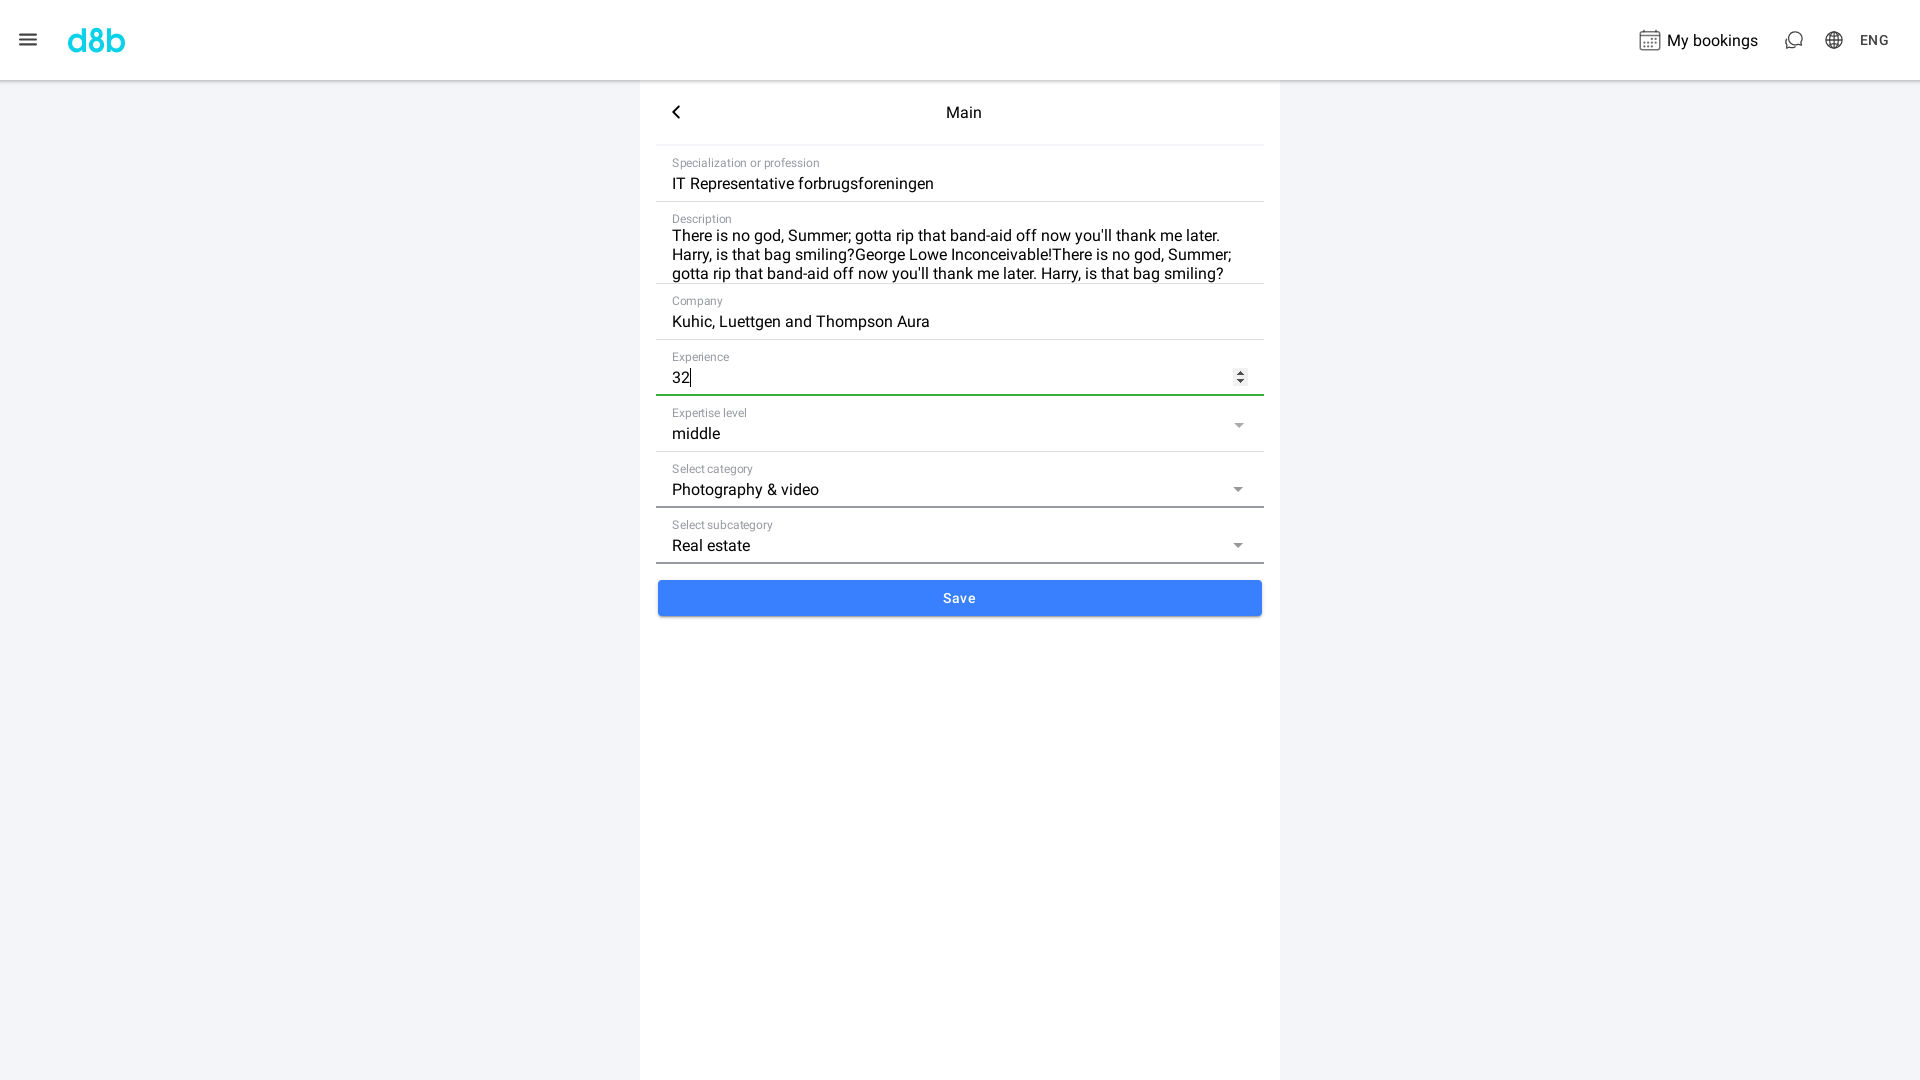 d8b
My bookings
ENG
Main
Specialization or profession
IT Representative forbrugsforeningen
Description
There is no god, Summer; gotta rip that band-aid off now you'll thank me later.
Harry, is that bag smiling?George Lowe Inconceivable!There is no god, Summer;
gotta rip that band-aid off now you'll thank me later. Harry, is that bag smiling?
Company
Kuhic, Luettgen and Thompson Aura
Experience
32
Expertise level
middle
Select category
Photography & video
Select subcategory
Real estate
Save